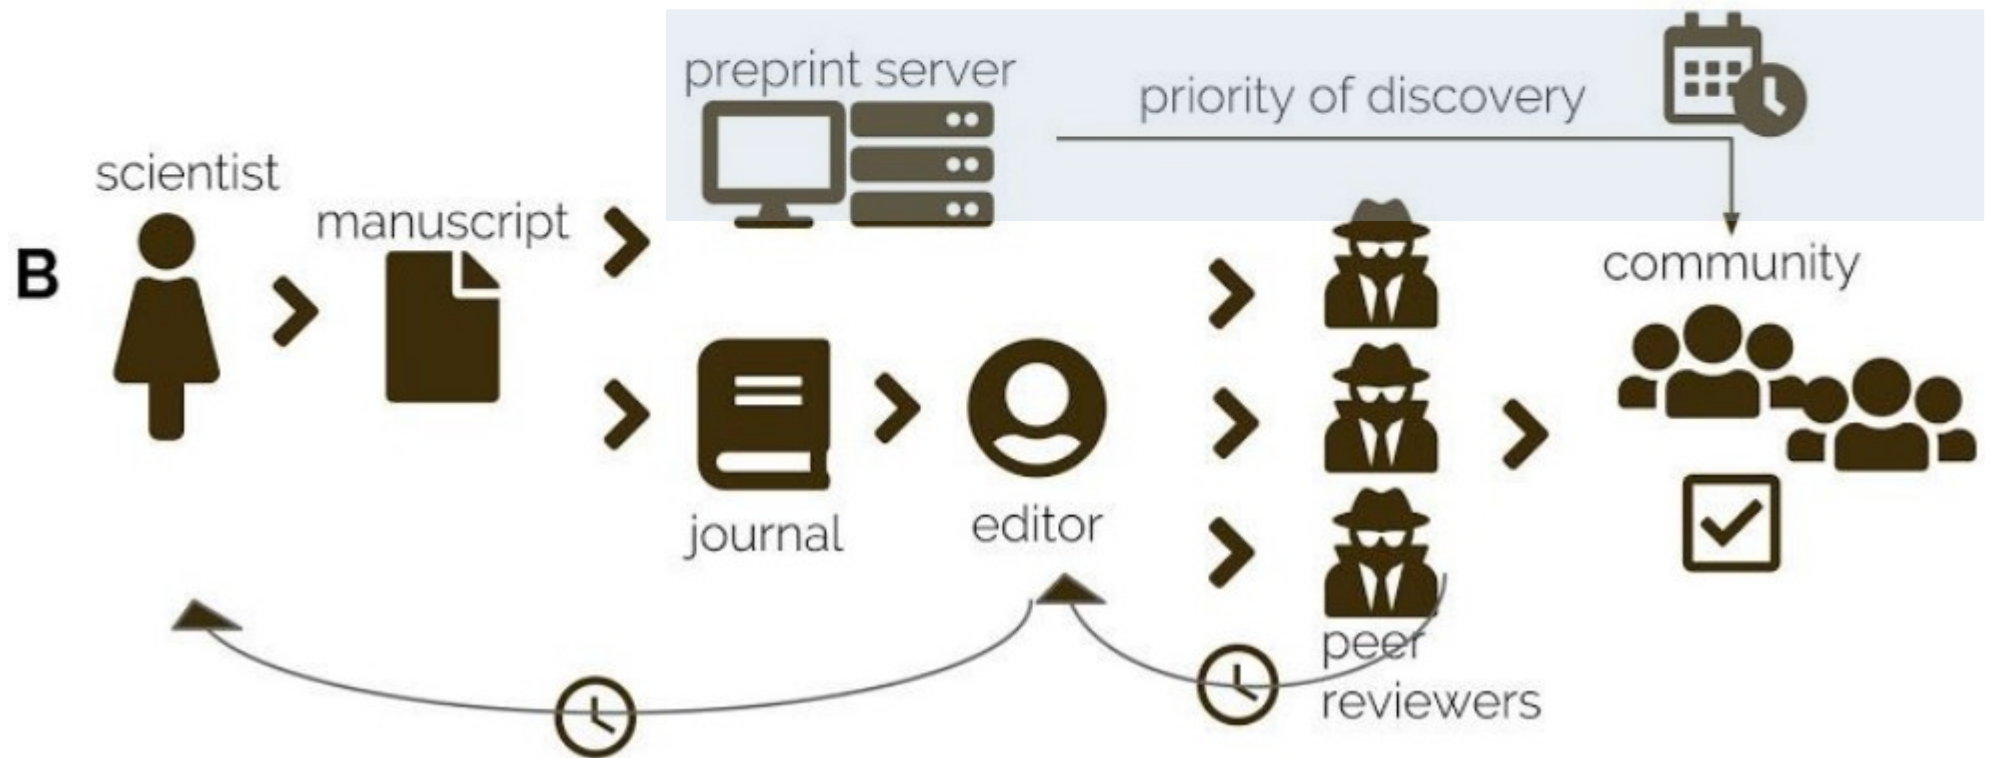 preprint server
priority of discovery
scientist
manuscript
B
community
journal
editor
peer
reviewers